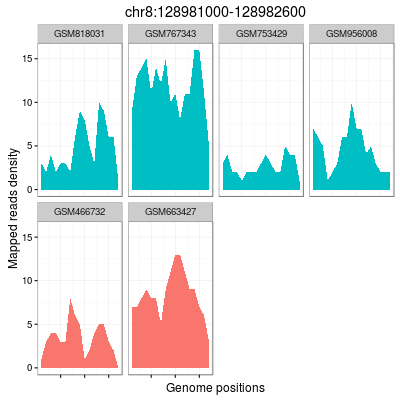 chr8:128981000-128982600
GSM818031 GSM767343 GSM753429 GSM956008
15
10
5
0
GSM466732 GSM663427
15
10
5
0
Mapped reads density
Genome positions